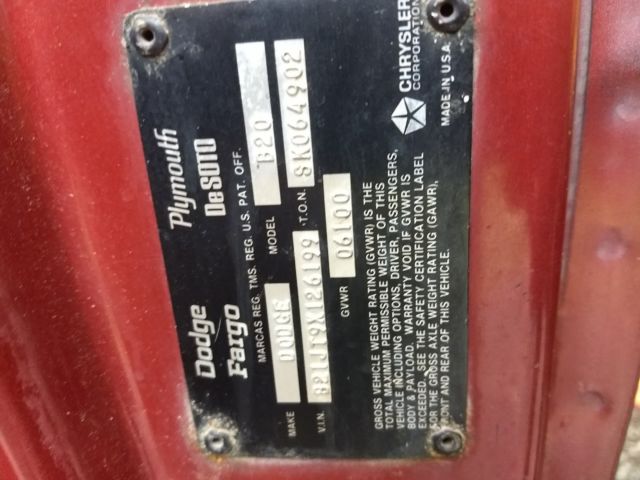 Dodge Plymouth
Fargo DeSOTO
MARCAS REG. TMS. REG. U.S. PAT. OFF.
MAKE DODGE MODEL B20
V.I.N. B21JT9X126199 T.O.N. SK064902
GVWR 06100
GROSS VEHICLE WEIGHT RATING (GVWR) IS THE
TOTAL MAXIMUM PERMISSIBLE WEIGHT OF THIS
VEHICLE INCLUDING OPTIONS, DRIVER, PASSENGERS,
BODY & PAYLOAD. WARRANTY VOID IF GVWR IS
EXCEEDED. SEE THE SAFETY CERTIFICATION LABEL
FOR THE GROSS AXLE WEIGHT RATING (GAWR),
FRONT AND REAR OF THIS VEHICLE.
CHRYSLER
CORPORATION
MADE IN U.S.A.